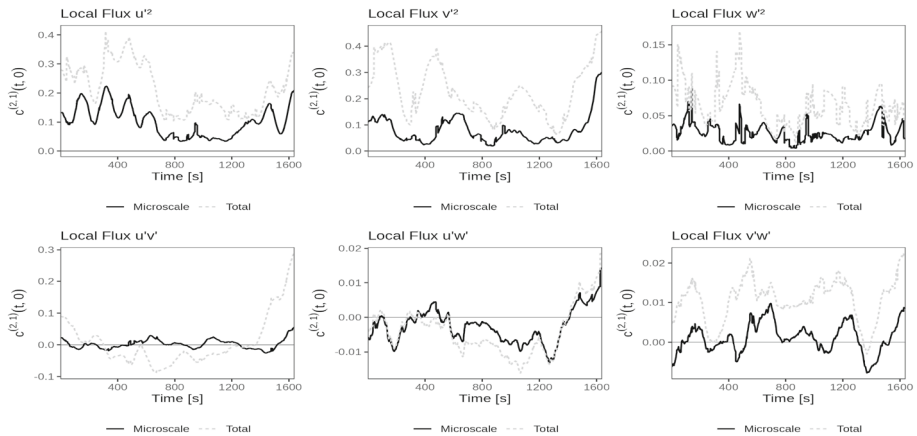 Local Flux u'²
c⁽²,¹⁾(t, 0)
0.4
0.3
0.2
0.1
0.0
400
800
1200
1600
Time [s]
Microscale
Total
Local Flux v'²
c⁽²,¹⁾(t, 0)
0.4
0.3
0.2
0.1
0.0
400
800
1200
1600
Time [s]
Microscale
Total
Local Flux w'²
c⁽²,¹⁾(t, 0)
0.15
0.10
0.05
0.00
400
800
1200
1600
Time [s]
Microscale
Total
Local Flux u'v'
c⁽²,¹⁾(t, 0)
0.3
0.2
0.1
0.0
-0.1
400
800
1200
1600
Time [s]
Microscale
Total
Local Flux u'w'
c⁽²,¹⁾(t, 0)
0.02
0.01
0.00
-0.01
400
800
1200
1600
Time [s]
Microscale
Total
Local Flux v'w'
c⁽²,¹⁾(t, 0)
0.02
0.01
0.00
400
800
1200
1600
Time [s]
Microscale
Total